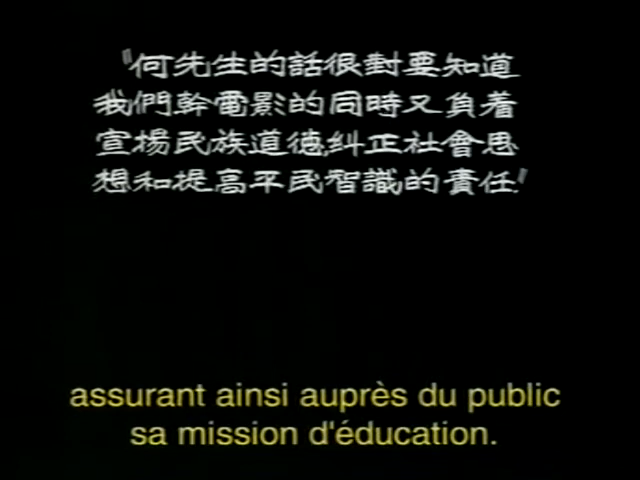 "何先生的話很對要知道
我們幹電影的同時又負着
宣揚民族道德,糾正社會思
想和提高平民智識的責任"
assurant ainsi auprès du public
sa mission d'éducation.